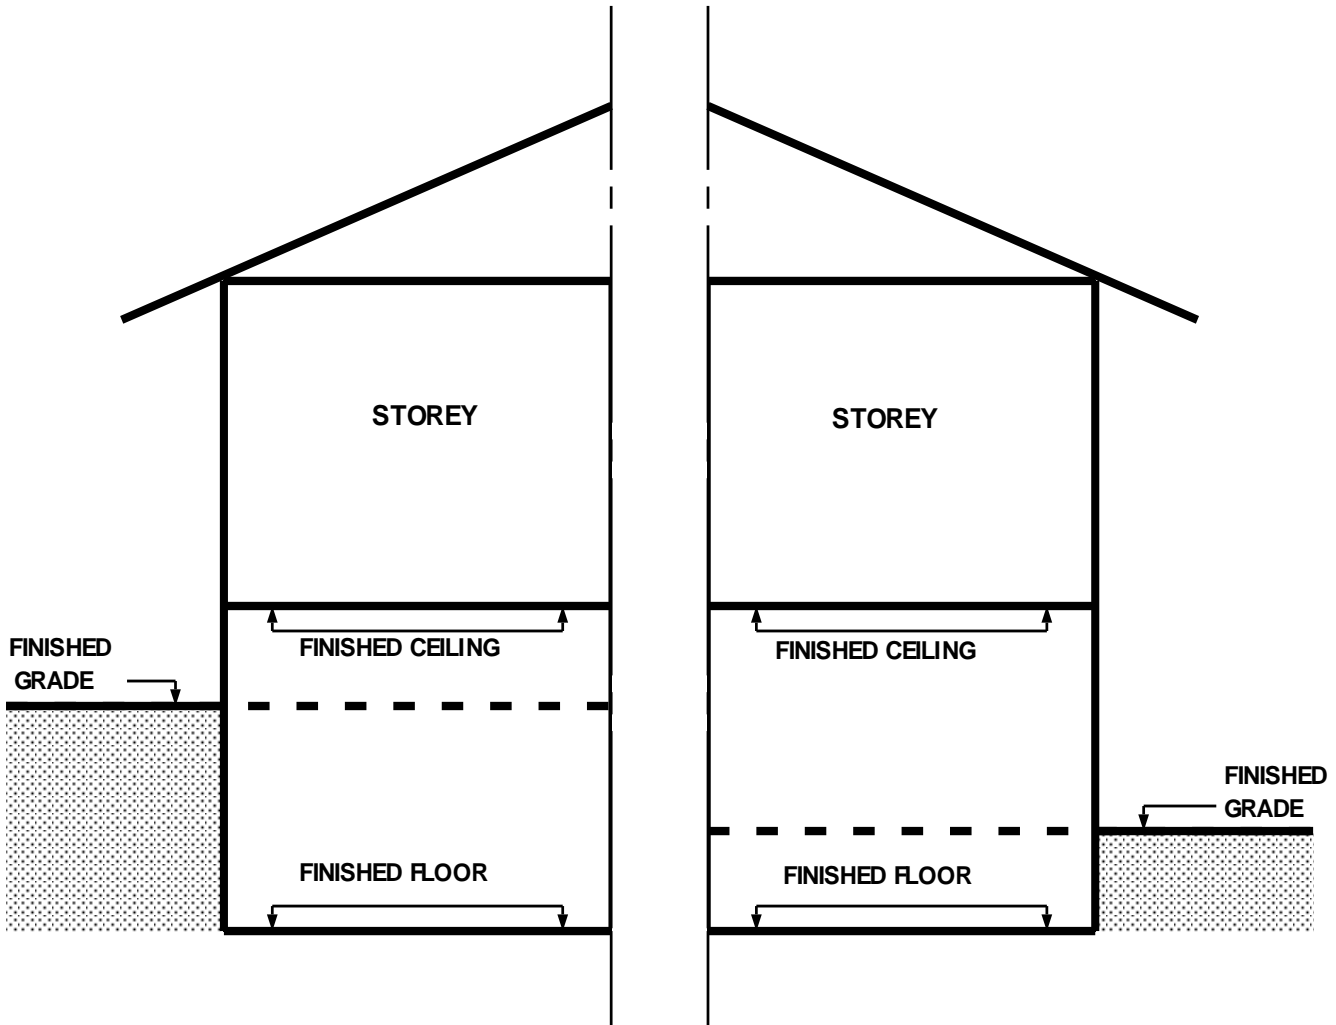 STOREY
STOREY
FINISHED
GRADE
FINISHED CEILING
FINISHED CEILING
FINISHED
GRADE
FINISHED FLOOR
FINISHED FLOOR